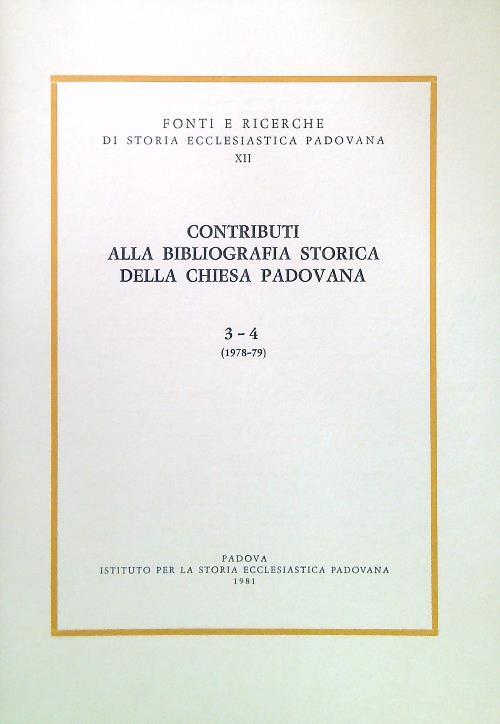 FONTI E RICERCHE
DI STORIA ECCLESIASTICA PADOVANA
XII
CONTRIBUTI
ALLA BIBLIOGRAFIA STORICA
DELLA CHIESA PADOVANA
3-4
(1978-79)
PADOVA
ISTITUTO PER LA STORIA ECCLESIASTICA PADOVANA
1981